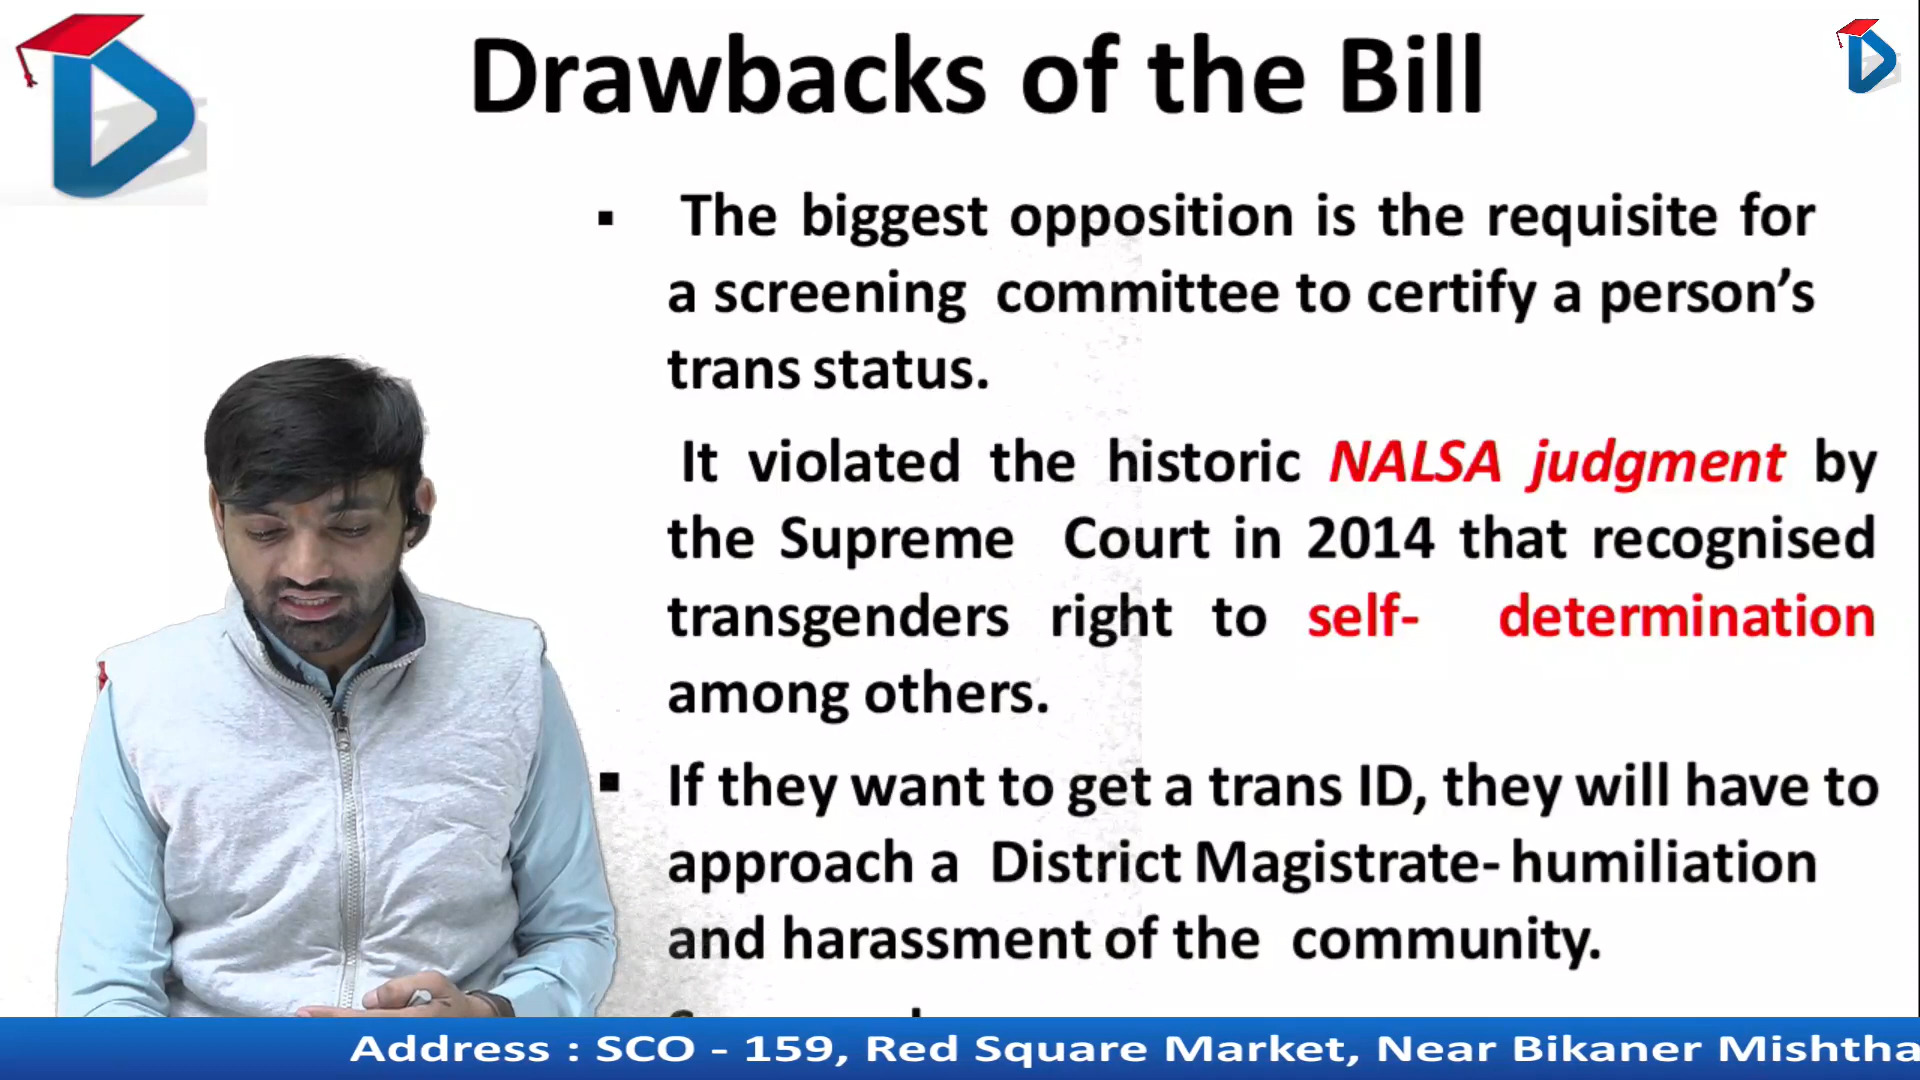 Drawbacks of the Bill
▪ The biggest opposition is the requisite for
a screening committee to certify a person’s
trans status.
It violated the historic NALSA judgment by
the Supreme Court in 2014 that recognised
transgenders right to self- determination
among others.
▪ If they want to get a trans ID, they will have to
approach a District Magistrate- humiliation
and harassment of the community.
Address : SCO - 159, Red Square Market, Near Bikaner Mishtha